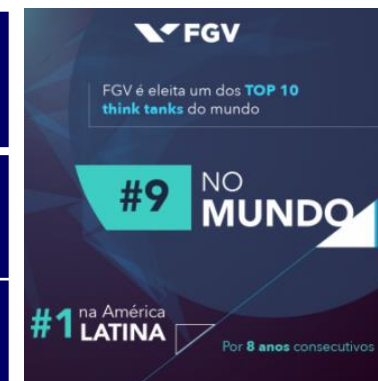 FGV
FGV é eleita um dos TOP 10
think tanks do mundo
#9 NO
MUNDO
#1 na América
LATINA
Por 8 anos consecutivos